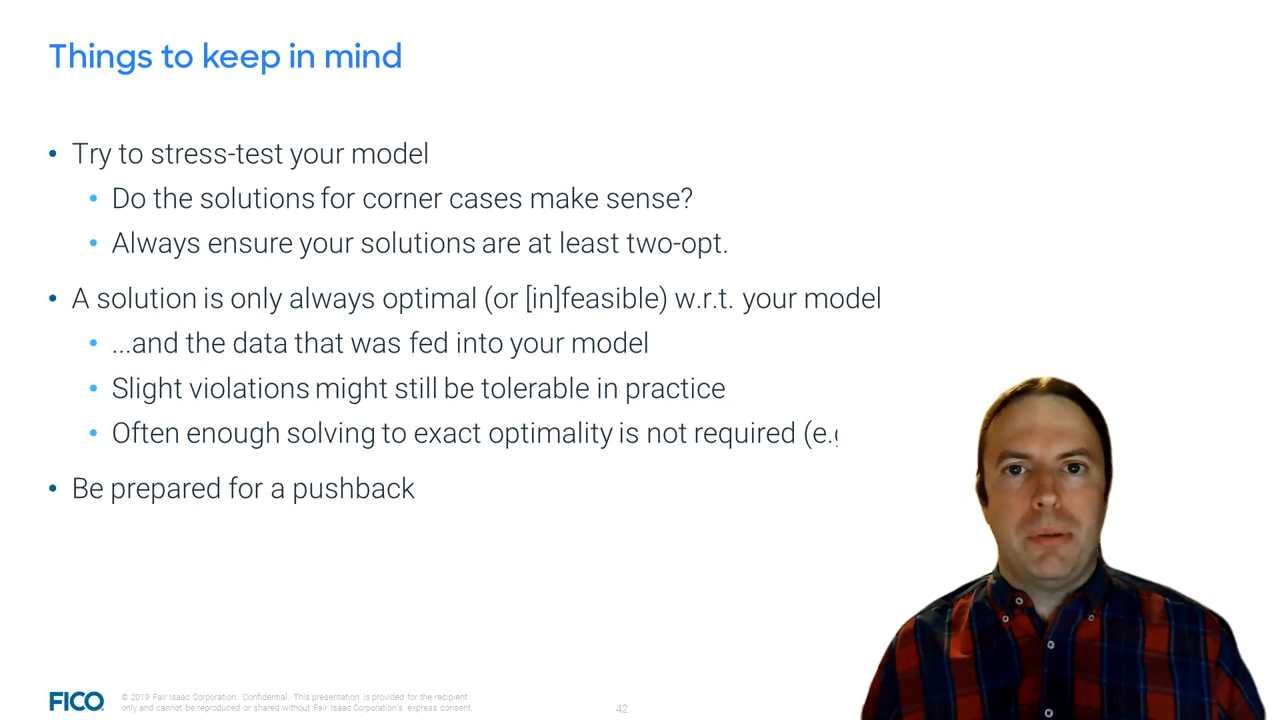 Things to keep in mind
• Try to stress-test your model
• Do the solutions for corner cases make sense?
• Always ensure your solutions are at least two-opt.
• A solution is only always optimal (or [in]feasible) w.r.t. your model
• ...and the data that was fed into your model
• Slight violations might still be tolerable in practice
• Often enough solving to exact optimality is not required (e.g
• Be prepared for a pushback
FICO
© 2019 Fair Isaac Corporation. Confidential. This presentation is provided for the recipient
only and cannot be reproduced or shared without Fair Isaac Corporation's express consent.
42